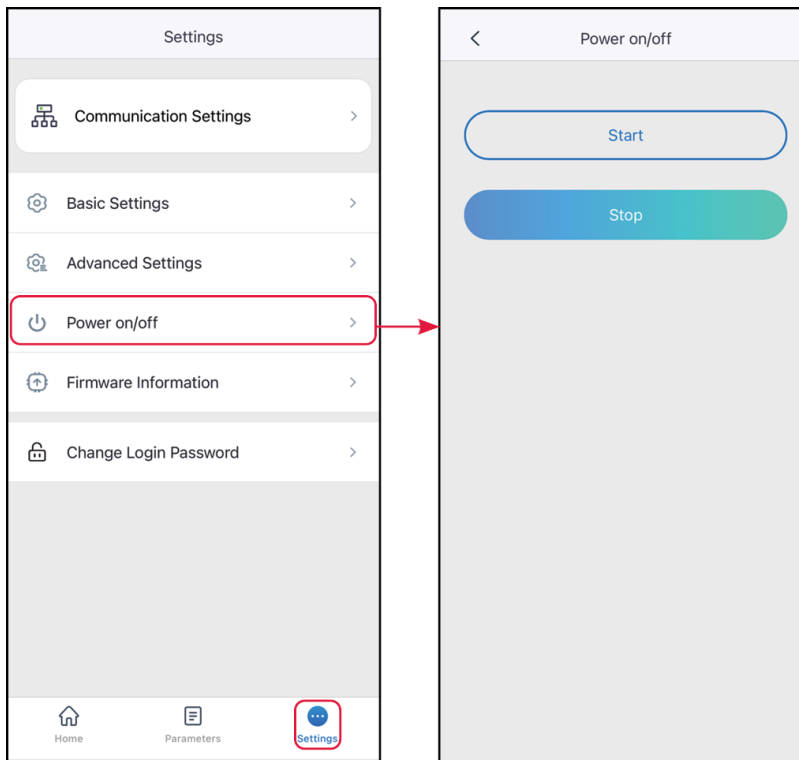 Settings
Communication Settings
Basic Settings
Advanced Settings
Power on/off
Firmware Information
Change Login Password
Home
Parameters
Settings
Power on/off
Start
Stop